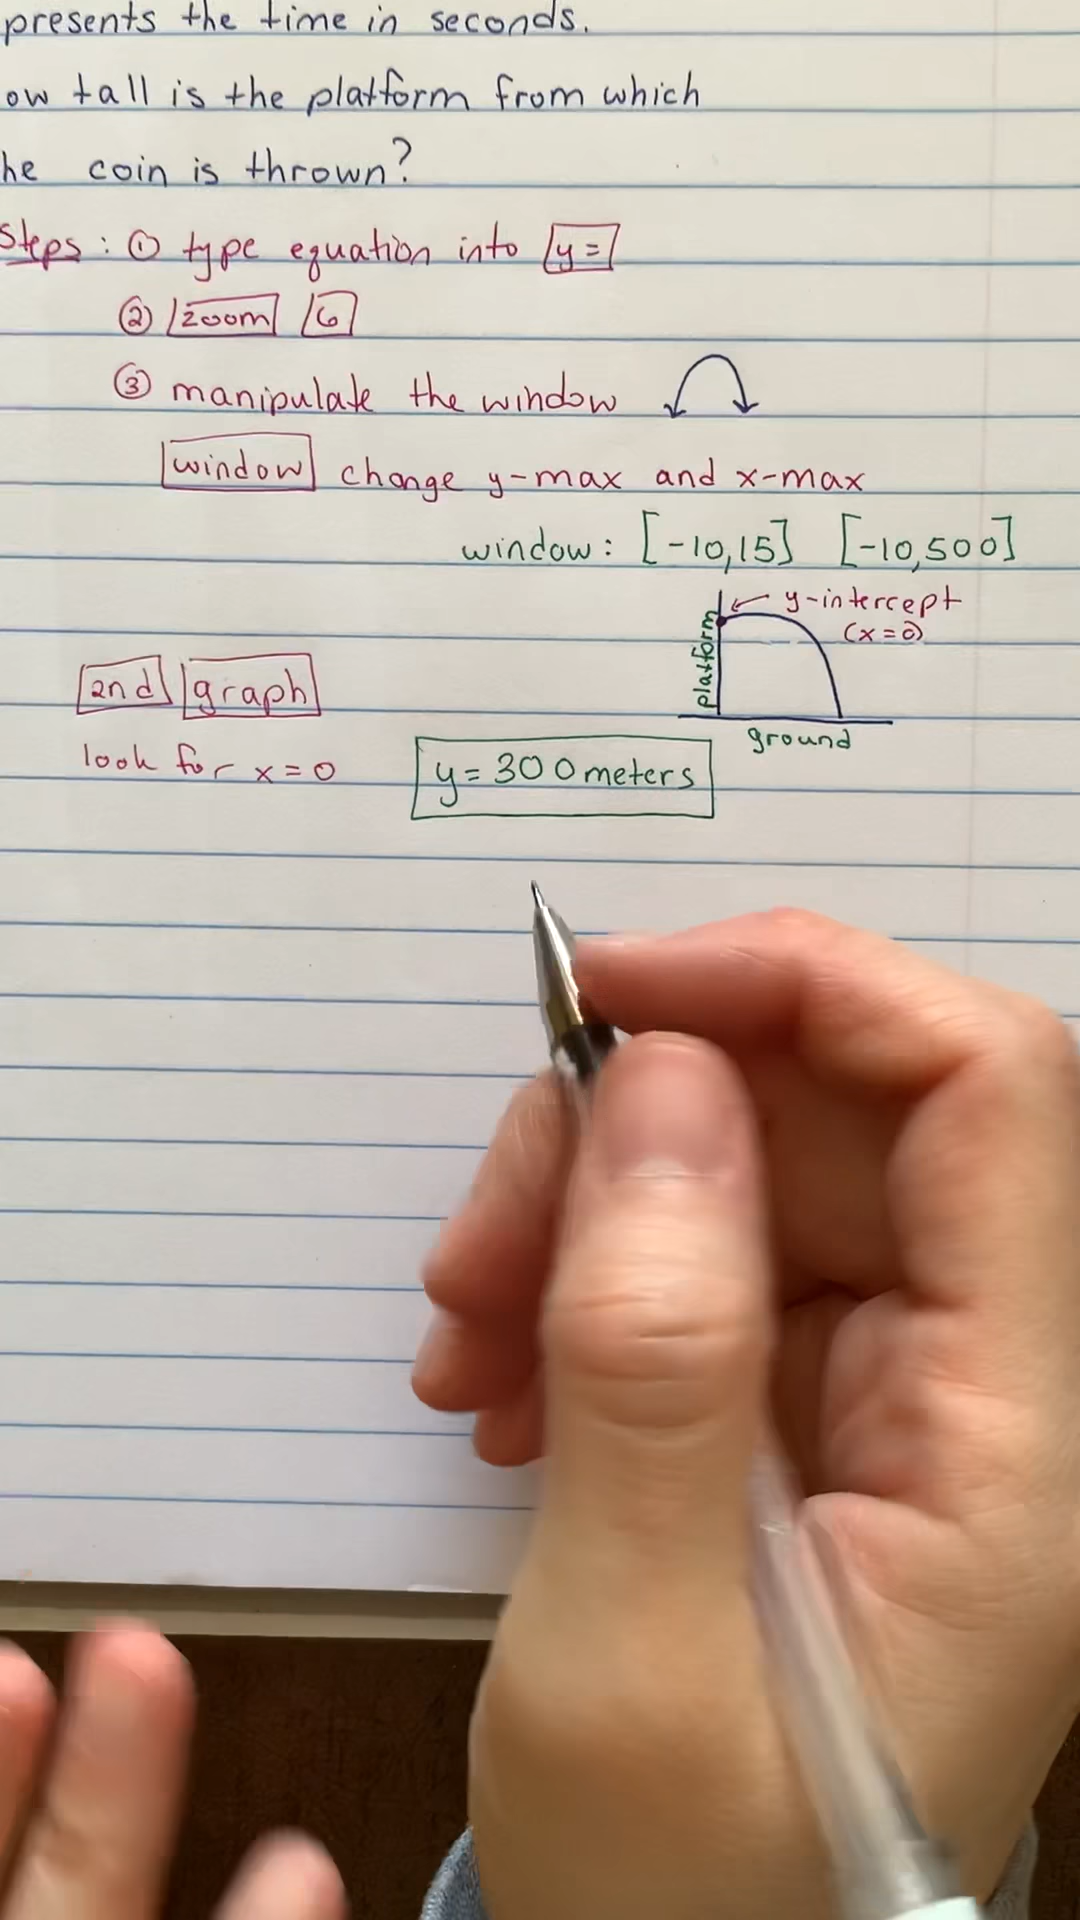 presents the time in seconds.
ow tall is the platform from which
he coin is thrown?
Steps: ① type equation into y=
② zoom 6
③ manipulate the window
window change y-max and x-max
window: [-10,15] [-10,500]
y-intercept
(x=0)
platform
2nd graph
ground
look for x=0
y=300meters